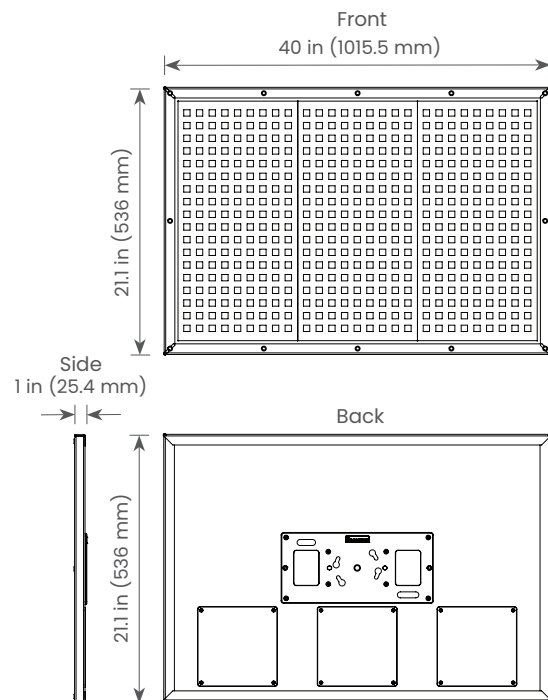 Front
40 in (1015.5 mm)
21.1 in (536 mm)
Side
1 in (25.4 mm)
Back
21.1 in (536 mm)